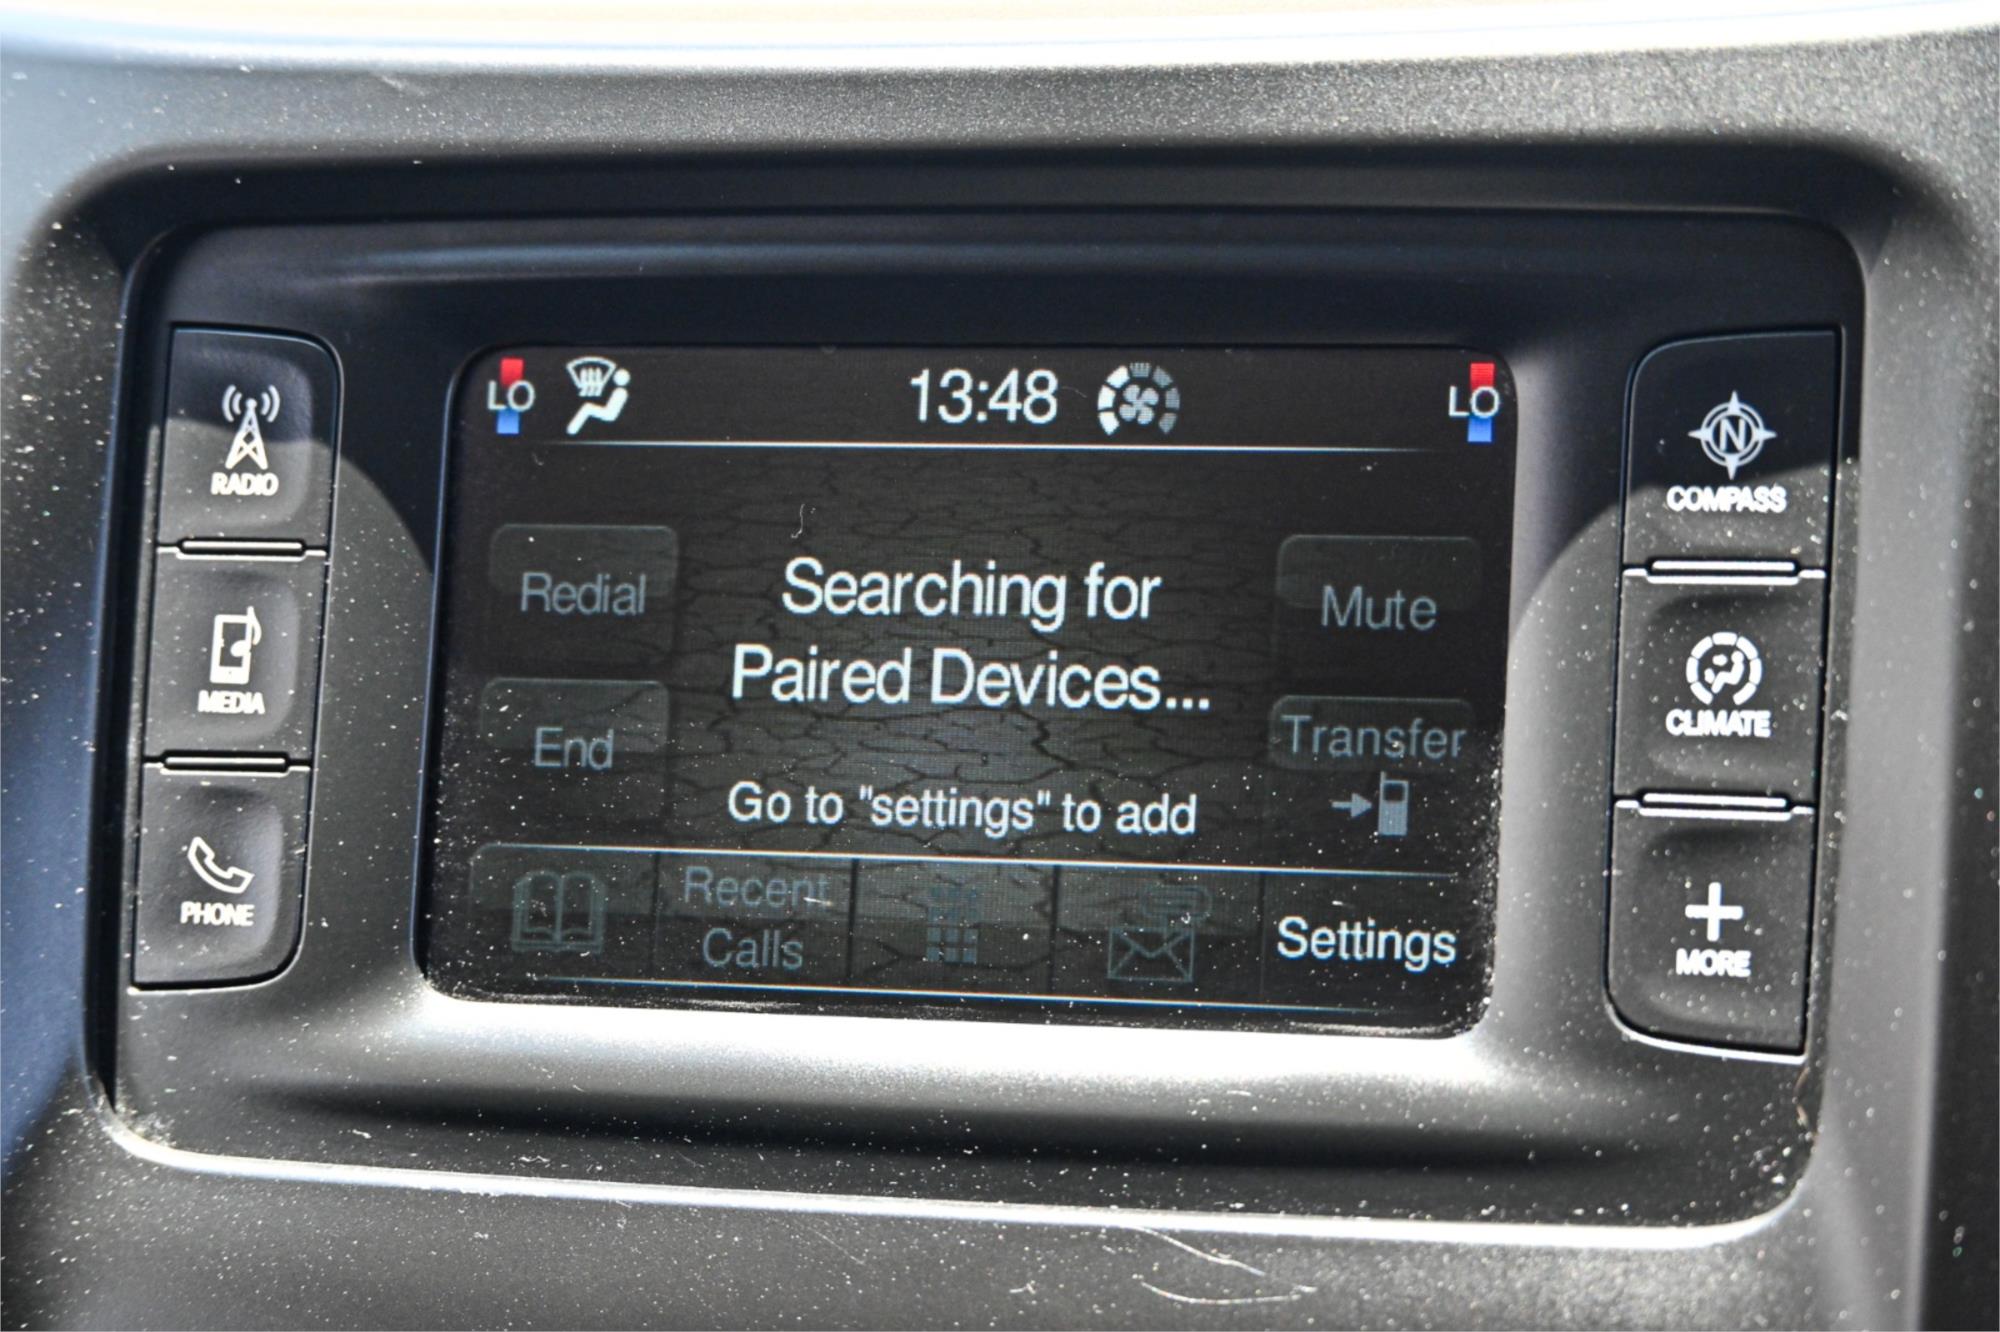 LO
13:48
LO
RADIO
MEDIA
PHONE
Redial
End
Searching for
Paired Devices...
Go to "settings" to add
Mute
Transfer
Recent
Calls
Settings
N
COMPASS
CLIMATE
MORE